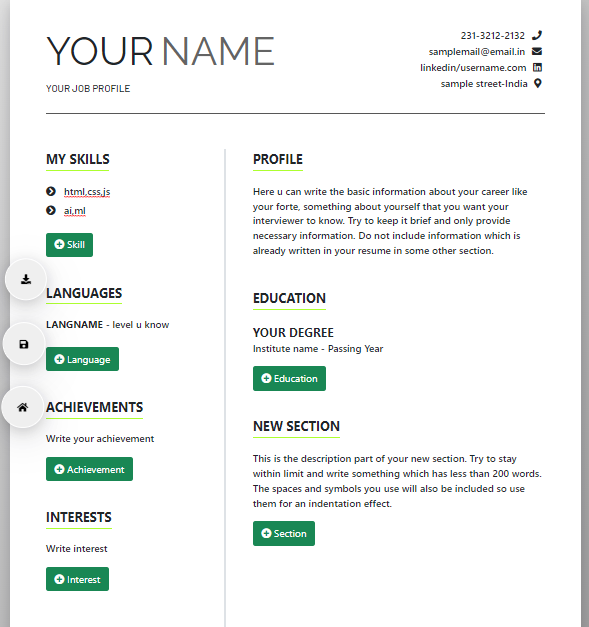 YOUR NAME
YOUR JOB PROFILE
231-3212-2132
samplemail@email.in
linkedin/username.com
sample street-India
MY SKILLS
html,css,js
ai,ml
Skill
LANGUAGES
LANGNAME - level u know
Language
ACHIEVEMENTS
Write your achievement
Achievement
INTERESTS
Write interest
Interest
PROFILE
Here u can write the basic information about your career like
your forte, something about yourself that you want your
interviewer to know. Try to keep it brief and only provide
necessary information. Do not include information which is
already written in your resume in some other section.
EDUCATION
YOUR DEGREE
Institute name - Passing Year
Education
NEW SECTION
This is the description part of your new section. Try to stay
within limit and write something which has less than 200 words.
The spaces and symbols you use will also be included so use
them for an indentation effect.
Section